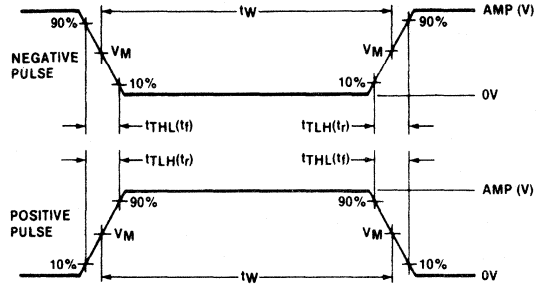 tW
AMP (V)
90%
90%
NEGATIVE
PULSE
VM
VM
10%
10%
0V
tTHL(tf)
tTLH(tr)
tTLH(tr)
tTHL(tf)
AMP (V)
90%
90%
POSITIVE
PULSE
VM
VM
10%
10%
tW
0V